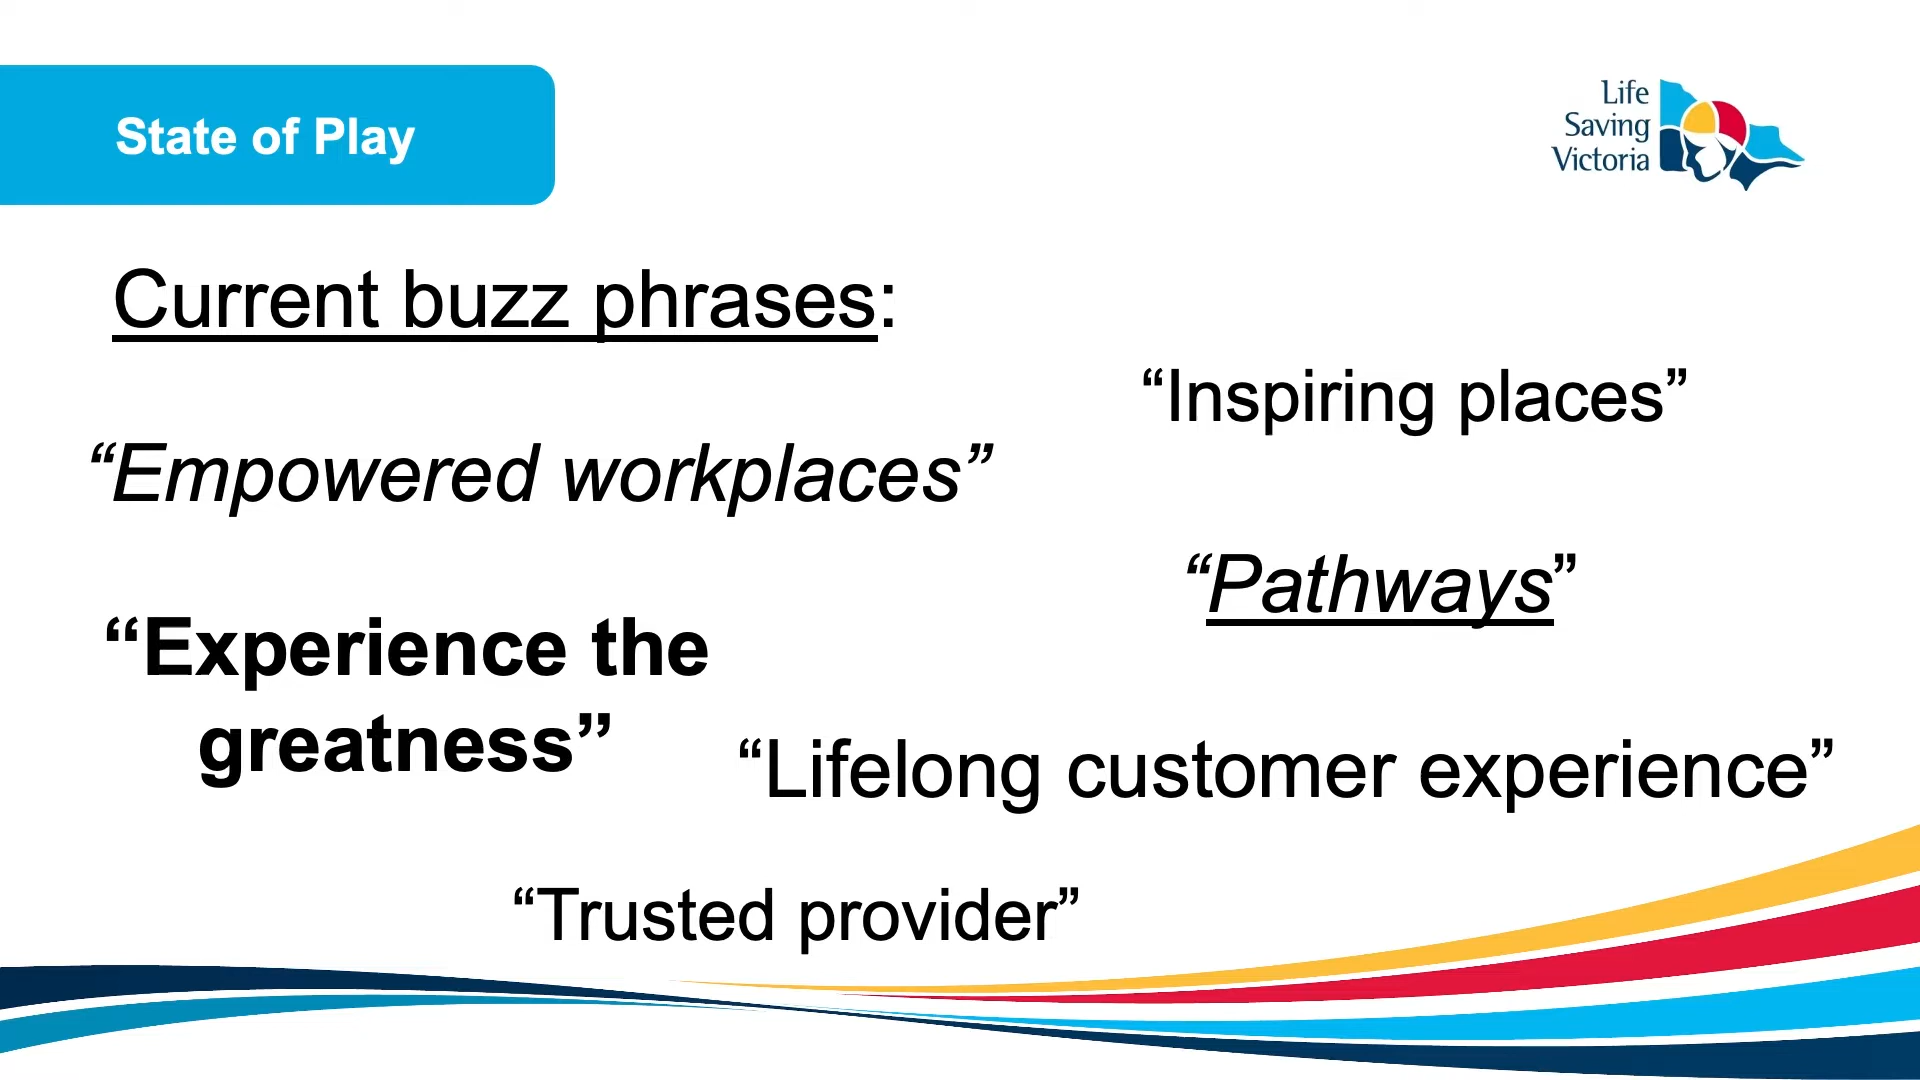 State of Play
Life
Saving
Victoria
Current buzz phrases:
“Inspiring places”
“Empowered workplaces”
“Pathways”
“Experience the
greatness”
“Lifelong customer experience”
“Trusted provider”